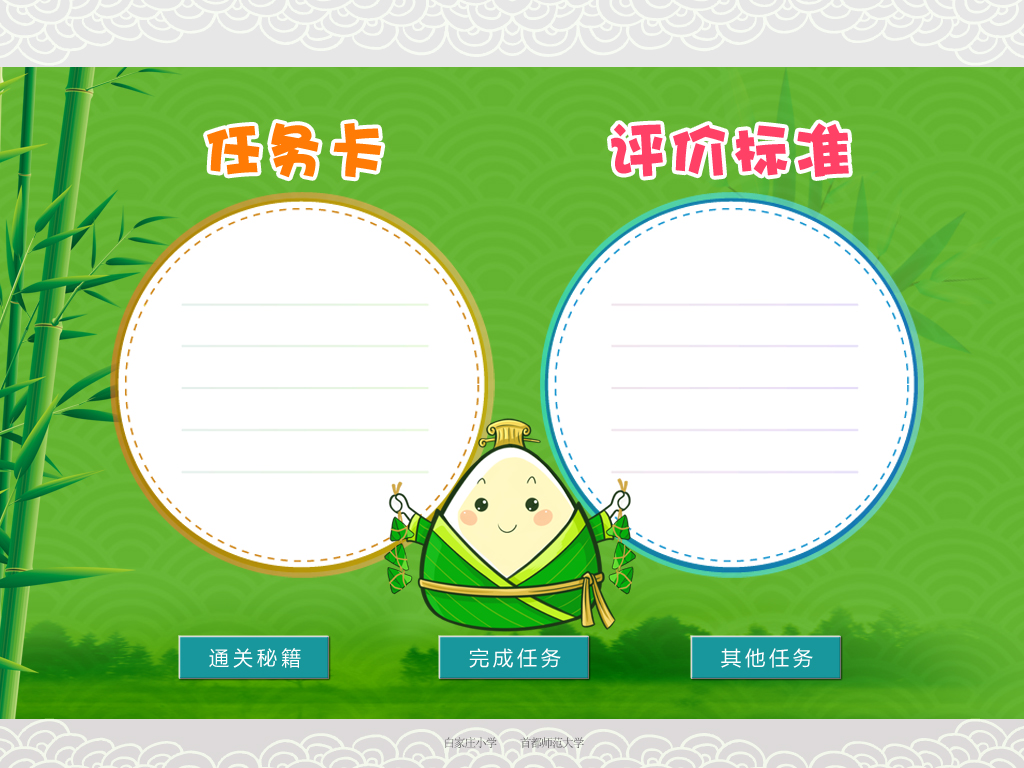 任务卡
评价标准
通关秘籍
完成任务
其他任务
白家庄小学 首都师范大学